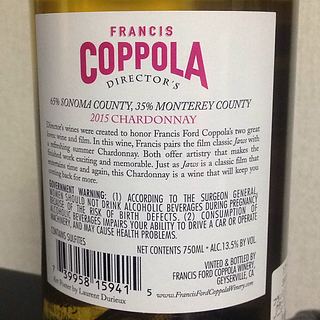 FRANCIS
COPPOLA
DIRECTOR'S
65% SONOMA COUNTY, 35% MONTEREY COUNTY
2015 CHARDONNAY
Director's wines were created to honor Francis Ford Coppola's two great
loves: wine and film. In this wine, Francis pairs the film classic Jaws with
a refreshing summer Chardonnay. Both offer artistry that makes the
finished work exciting and memorable. Just as Jaws is a classic film that
entertains time and again, this Chardonnay is a wine that will keep you
coming back for more.
GOVERNMENT WARNING: (1) ACCORDING TO THE SURGEON GENERAL,
WOMEN SHOULD NOT DRINK ALCOHOLIC BEVERAGES DURING PREGNANCY
BECAUSE OF THE RISK OF BIRTH DEFECTS. (2) CONSUMPTION OF
ALCOHOLIC BEVERAGES IMPAIRS YOUR ABILITY TO DRIVE A CAR OR OPERATE
MACHINERY, AND MAY CAUSE HEALTH PROBLEMS.
CONTAINS SULFITES
NET CONTENTS 750ML • ALC.13.5% BY VOL.
7 39958 15941 5
VINTED & BOTTLED BY
FRANCIS FORD COPPOLA WINERY,
GEYSERVILLE, CA
Art Poster by Laurent Durieux
www.FrancisFordCoppolaWinery.com